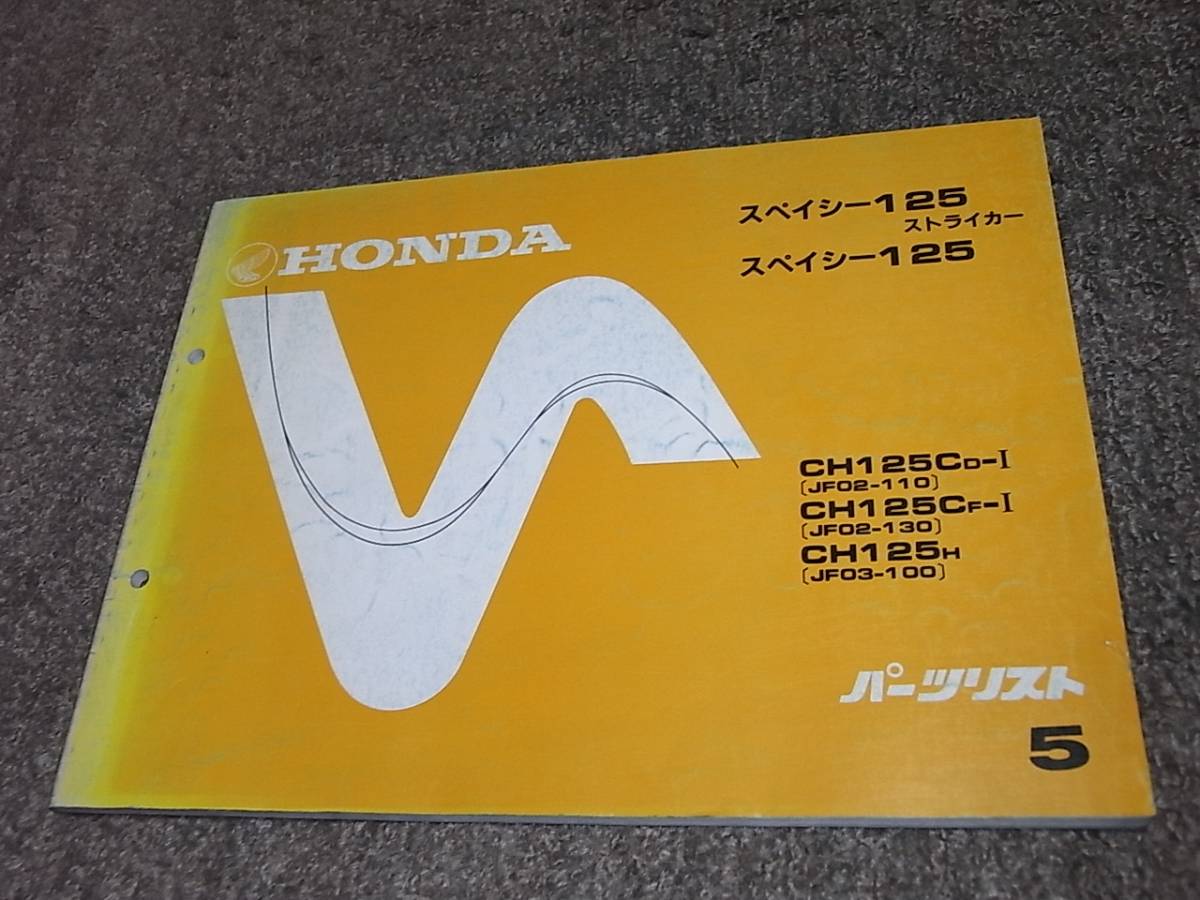 HONDA
スペイシー125
ストライカー
スペイシー125
CH125CD-I
〔JF02-110〕
CH125CF-I
〔JF02-130〕
CH125H
〔JF03-100〕
パーツリスト
5